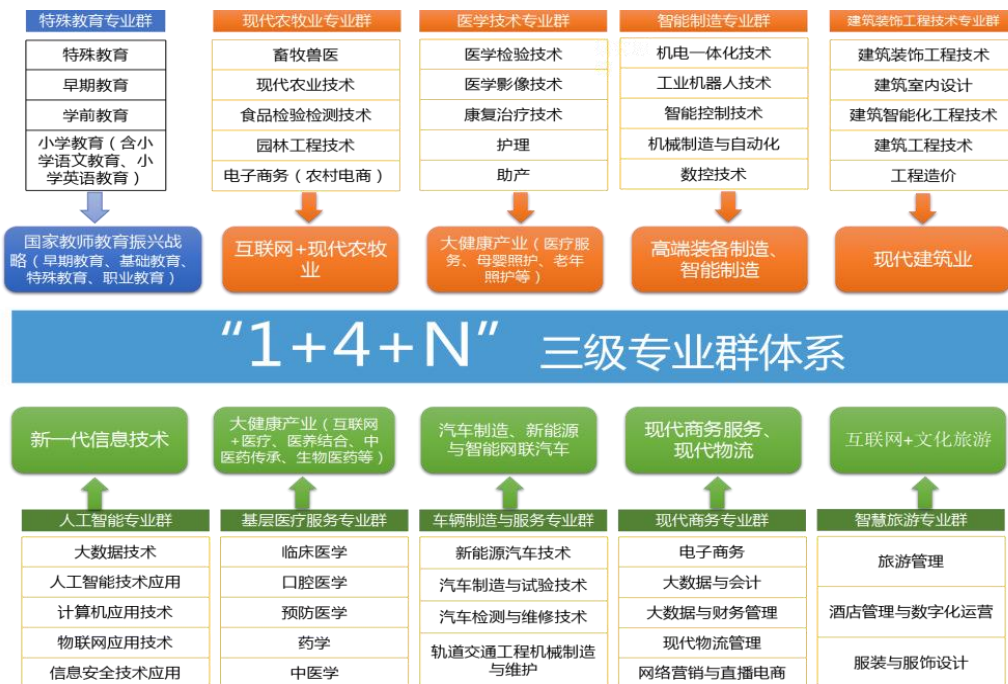 特殊教育专业群
特殊教育
早期教育
学前教育
小学教育（含小
学语文教育、小
学英语教育）
国家教师教育振兴战
略（早期教育、基础教育、
特殊教育、职业教育）
现代农牧业专业群
畜牧兽医
现代农业技术
食品检验检测技术
园林工程技术
电子商务（农村电商）
互联网+现代农牧
业
医学技术专业群
医学检验技术
医学影像技术
康复治疗技术
护理
助产
大健康产业（医疗服
务、母婴照护、老年
照护等）
智能制造专业群
机电一体化技术
工业机器人技术
智能控制技术
机械制造与自动化
数控技术
高端装备制造、
智能制造
建筑装饰工程技术专业群
建筑装饰工程技术
建筑室内设计
建筑智能化工程技术
建筑工程技术
工程造价
现代建筑业
“1+4+N” 三级专业群体系
新一代信息技术
人工智能专业群
大数据技术
人工智能技术应用
计算机应用技术
物联网应用技术
信息安全技术应用
大健康产业（互联网
+医疗、医养结合、中
医药传承、生物医药等）
基层医疗服务专业群
临床医学
口腔医学
预防医学
药学
中医学
汽车制造、新能源
与智能网联汽车
车辆制造与服务专业群
新能源汽车技术
汽车制造与试验技术
汽车检测与维修技术
轨道交通工程机械制造
与维护
现代商务服务、
现代物流
现代商务专业群
电子商务
大数据与会计
大数据与财务管理
现代物流管理
网络营销与直播电商
互联网+文化旅游
智慧旅游专业群
旅游管理
酒店管理与数字化运营
服装与服饰设计